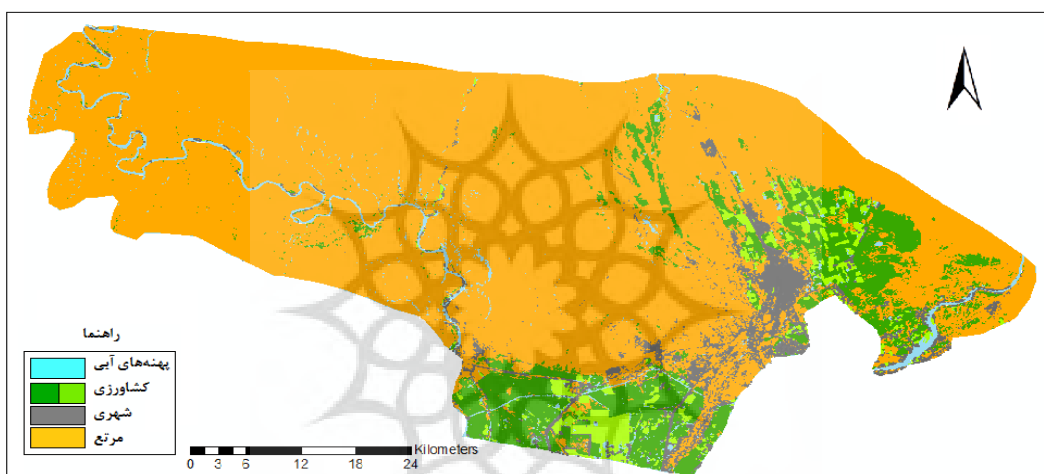 راهنما
پهنه‌های آبی
کشاورزی
شهری
مرتع
Kilometers
0 3 6 12 18 24